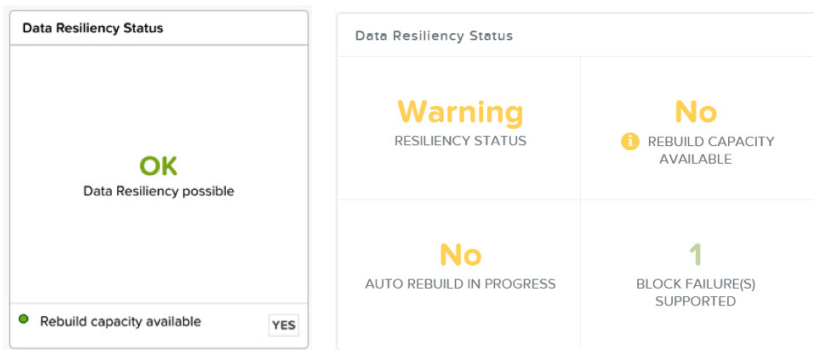 Data Resiliency Status
OK
Data Resiliency possible
Rebuild capacity available YES
Data Resiliency Status
Warning
RESILIENCY STATUS
No
REBUILD CAPACITY
AVAILABLE
No
AUTO REBUILD IN PROGRESS
1
BLOCK FAILURE(S)
SUPPORTED